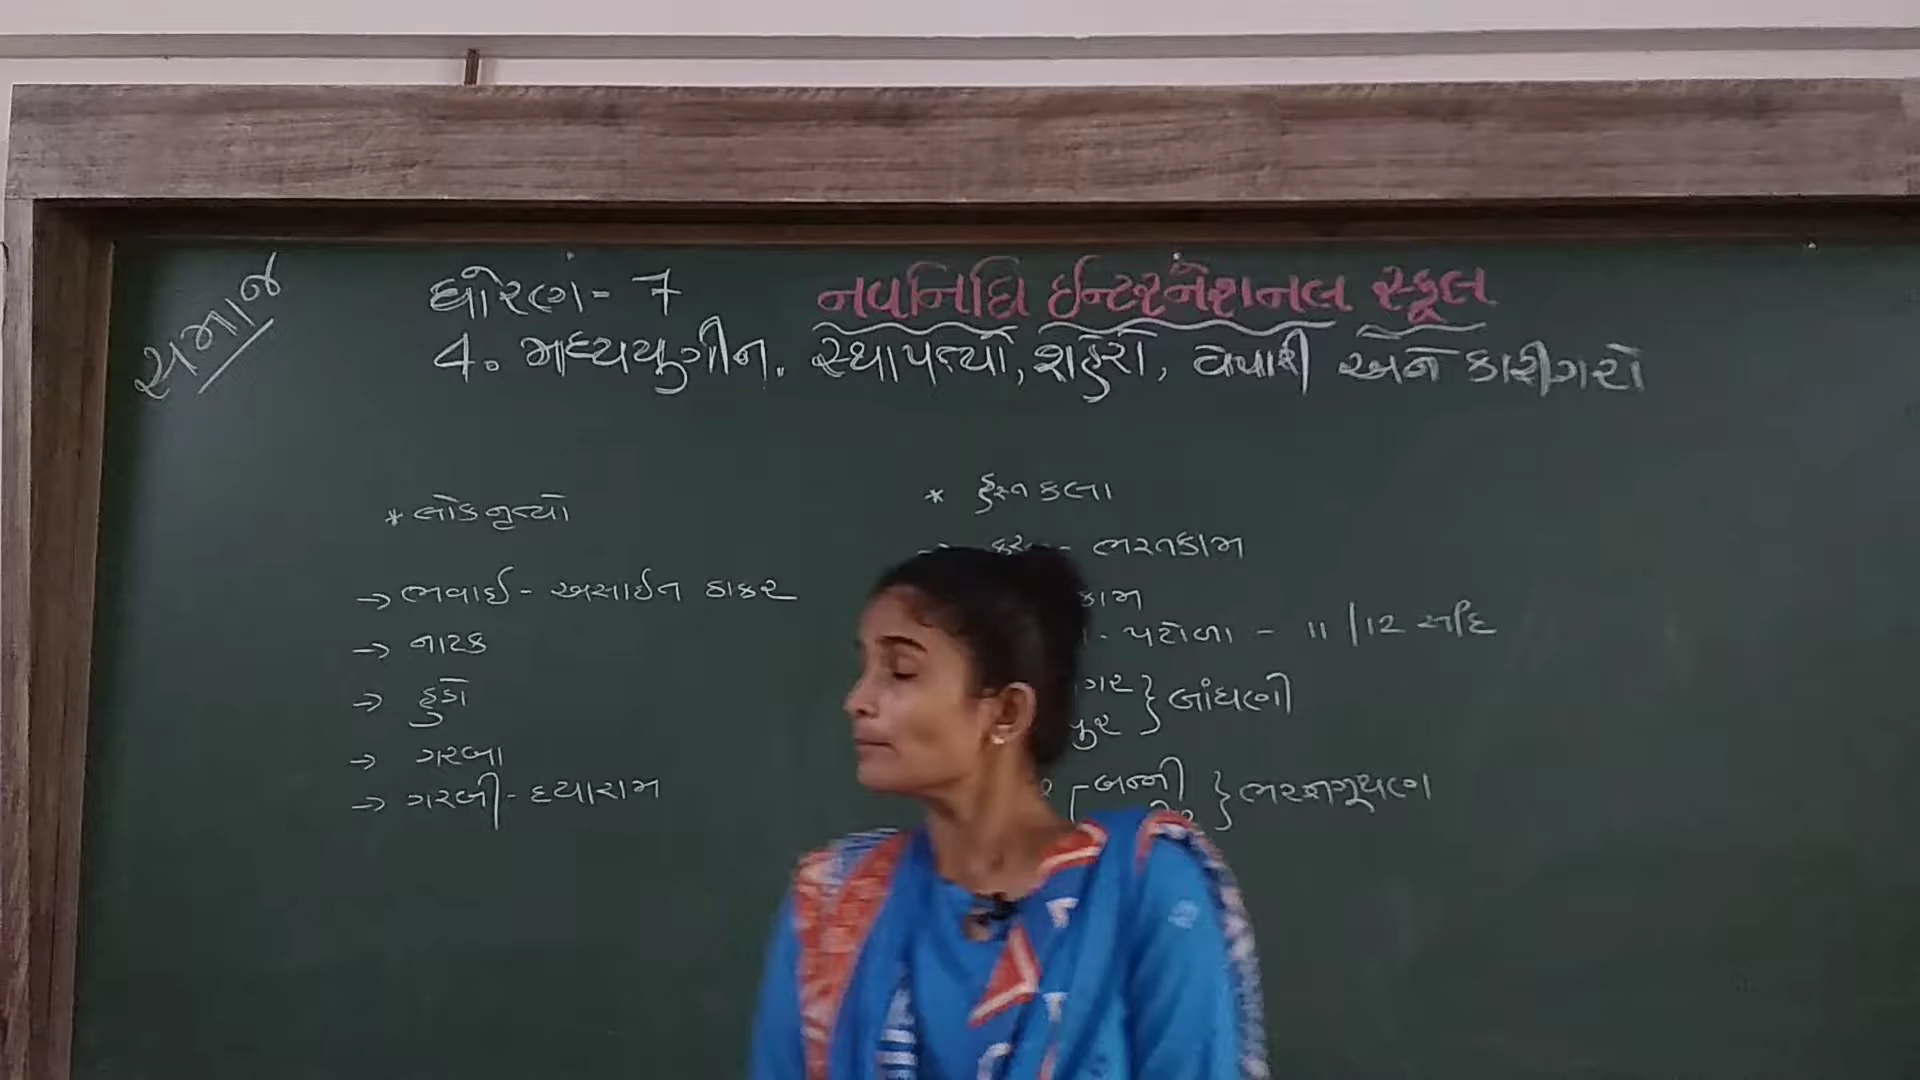 સમાજ
ધોરણ - 7
નવનિધિ ઈન્ટરનેશનલ સ્કૂલ
4. મધ્યયુગીન. સ્થાપત્યો, શહેરો, વેપારી અને કારીગરો
* લોકનૃત્યો
→ ભવાઈ - અસાઈત ઠાકર
→ નાટક
→ હુડો
→ ગરબા
→ ગરબી - દયારામ
* હસ્તકલા
- ભરતકામ
કામ
- પટોળા - 11/12 સદિ
ગર } બાંધણી
પુર
બન્ની } ભરતગૂંથણ